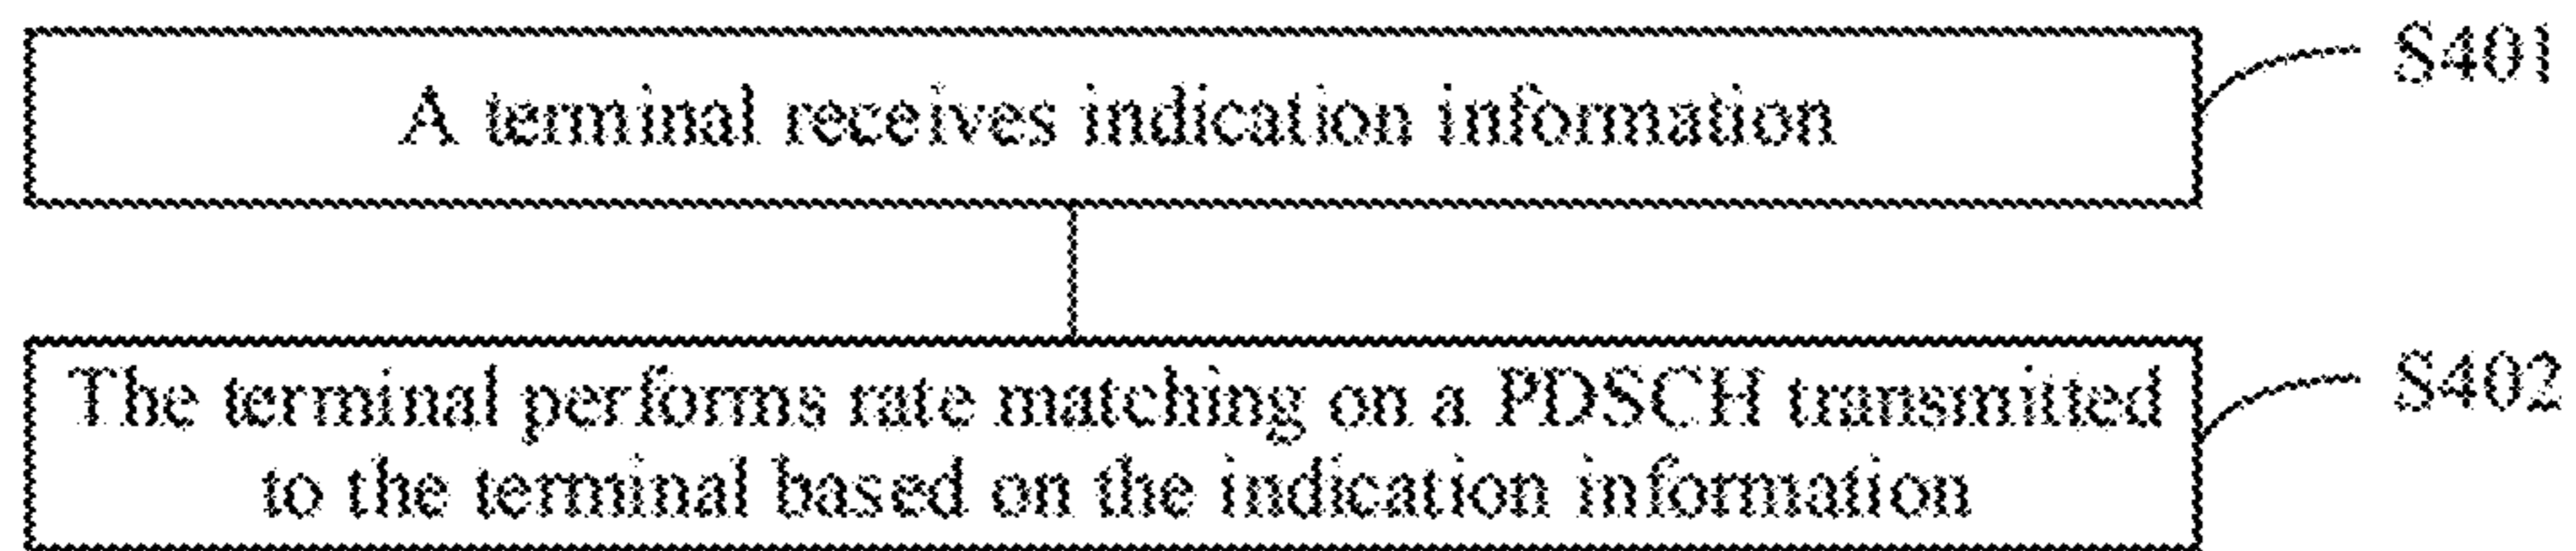 A terminal receives indication information
S401
The terminal performs rate matching on a PDSCH transmitted
to the terminal based on the indication information
S402